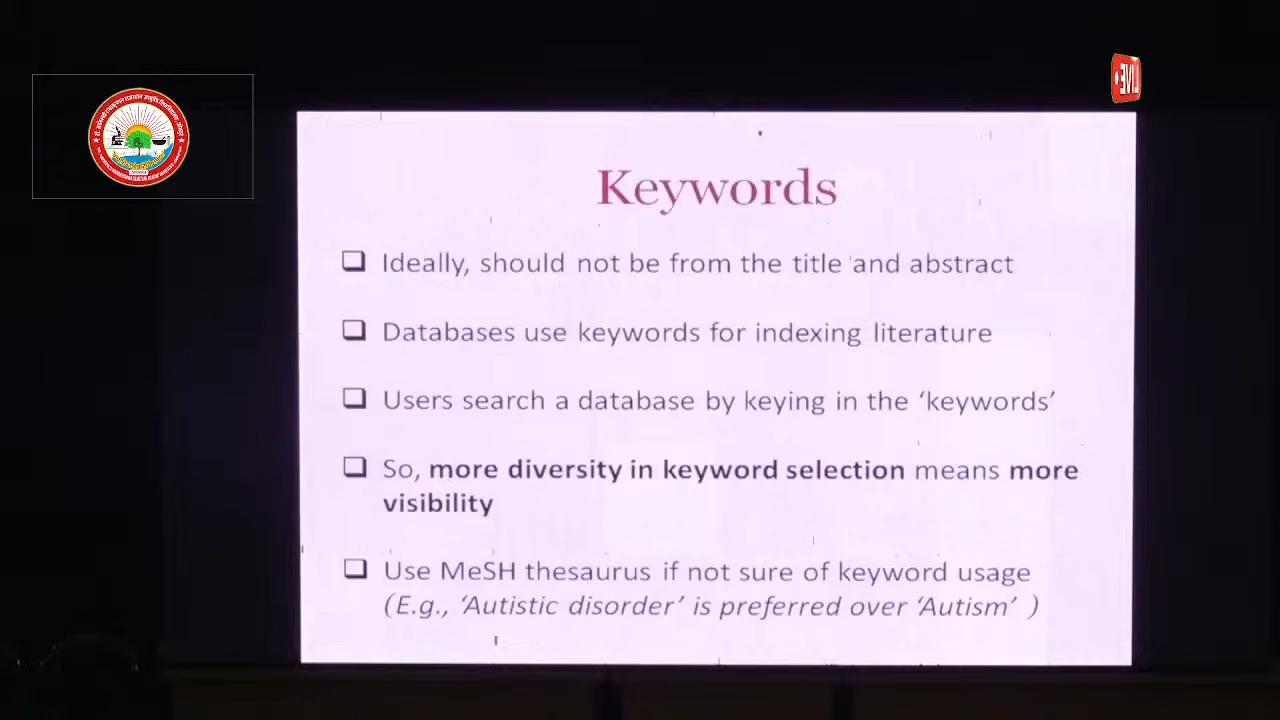 LIVE
Keywords
Ideally, should not be from the title and abstract
Databases use keywords for indexing literature
Users search a database by keying in the ‘keywords’
So, more diversity in keyword selection means more
visibility
Use MeSH thesaurus if not sure of keyword usage
(E.g., ‘Autistic disorder’ is preferred over ‘Autism’ )